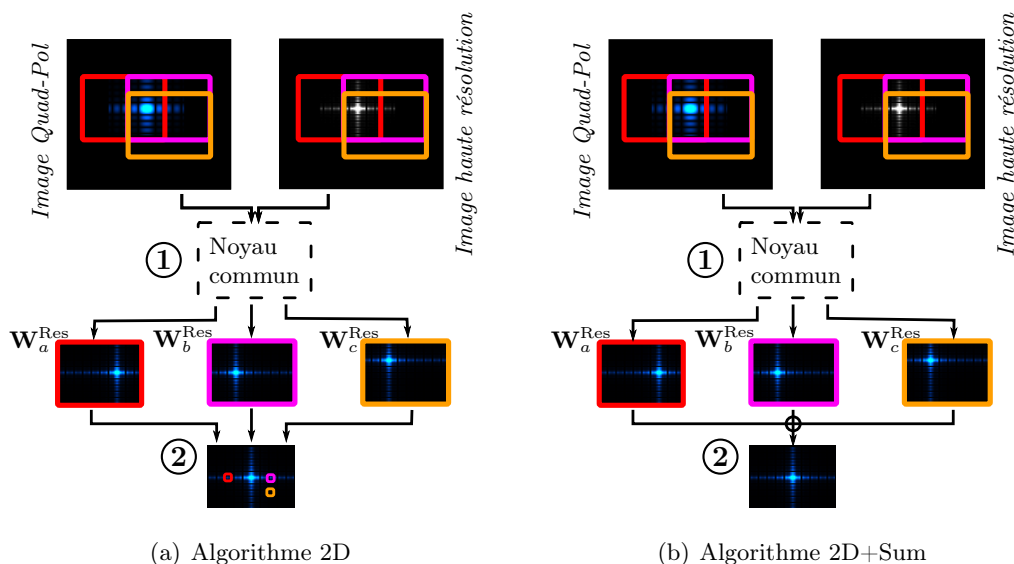 Image Quad-Pol
Image haute résolution
1
Noyau
commun
W_a^Res
W_b^Res
W_c^Res
2
(a) Algorithme 2D
Image Quad-Pol
Image haute résolution
1
Noyau
commun
W_a^Res
W_b^Res
W_c^Res
2
(b) Algorithme 2D+Sum